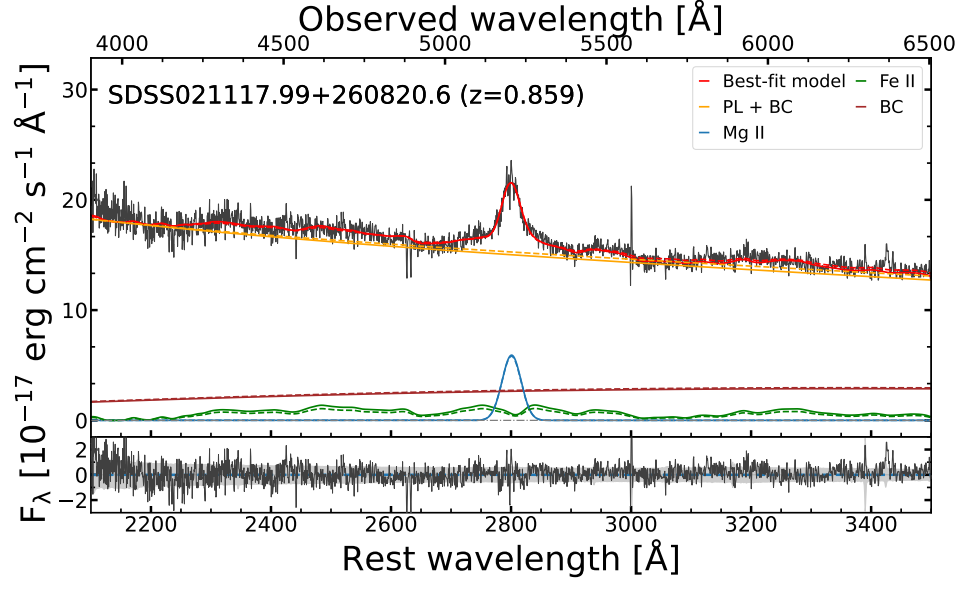 Observed wavelength [Å]
4000 4500 5000 5500 6000 6500
SDSS021117.99+260820.6 (z=0.859)
Best-fit model
PL + BC
Mg II
Fe II
BC
30
20
10
0
2
0
−2
F_λ [10⁻¹⁷ erg cm⁻² s⁻¹ Å⁻¹]
2200 2400 2600 2800 3000 3200 3400
Rest wavelength [Å]